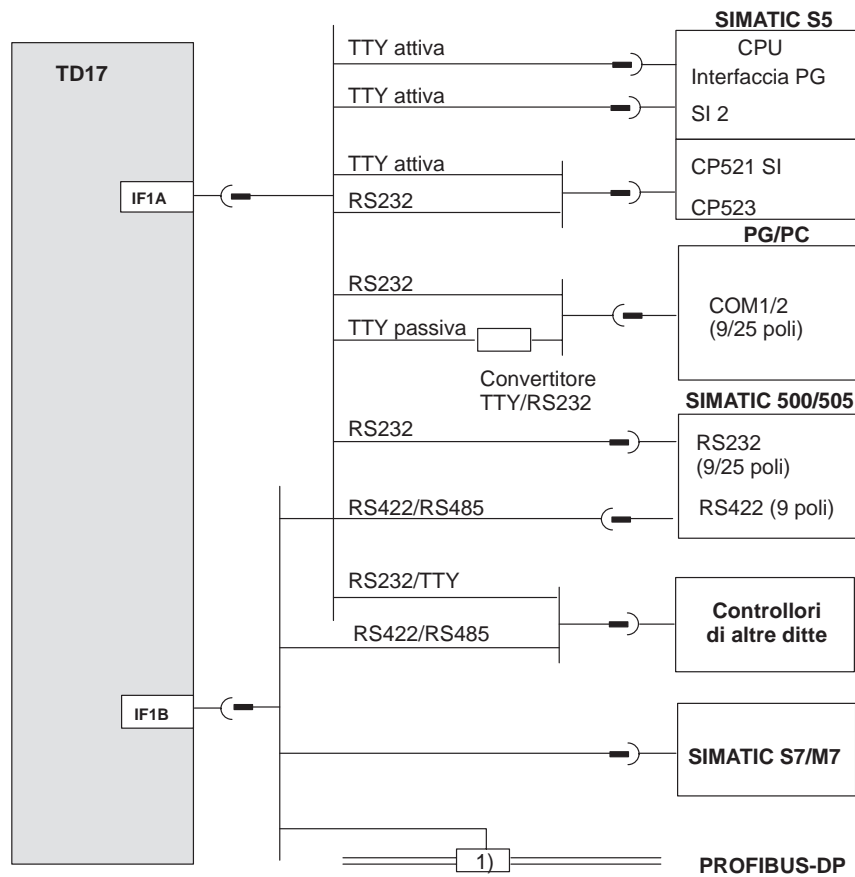 SIMATIC S5
TD17
TTY attiva
CPU
Interfaccia PG
TTY attiva
SI 2
TTY attiva
CP521 SI
IF1A
RS232
CP523
PG/PC
RS232
COM1/2
(9/25 poli)
TTY passiva
Convertitore
TTY/RS232
SIMATIC 500/505
RS232
RS232
(9/25 poli)
RS422/RS485
RS422 (9 poli)
RS232/TTY
Controllori
di altre ditte
RS422/RS485
IF1B
SIMATIC S7/M7
1)
PROFIBUS-DP